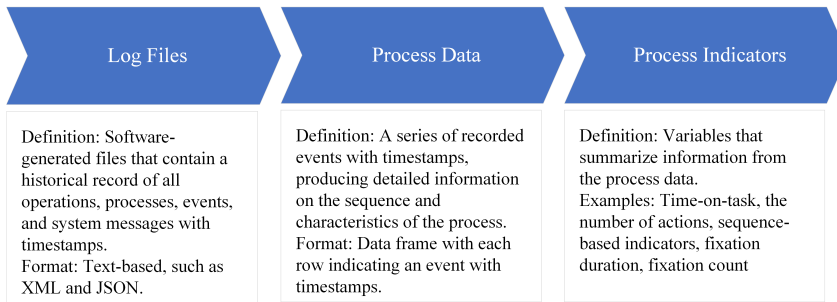 Log Files
Process Data
Process Indicators
Definition: Software-
generated files that contain a
historical record of all
operations, processes, events,
and system messages with
timestamps.
Format: Text-based, such as
XML and JSON.
Definition: A series of recorded
events with timestamps,
producing detailed information
on the sequence and
characteristics of the process.
Format: Data frame with each
row indicating an event with
timestamps.
Definition: Variables that
summarize information from
the process data.
Examples: Time-on-task, the
number of actions, sequence-
based indicators, fixation
duration, fixation count